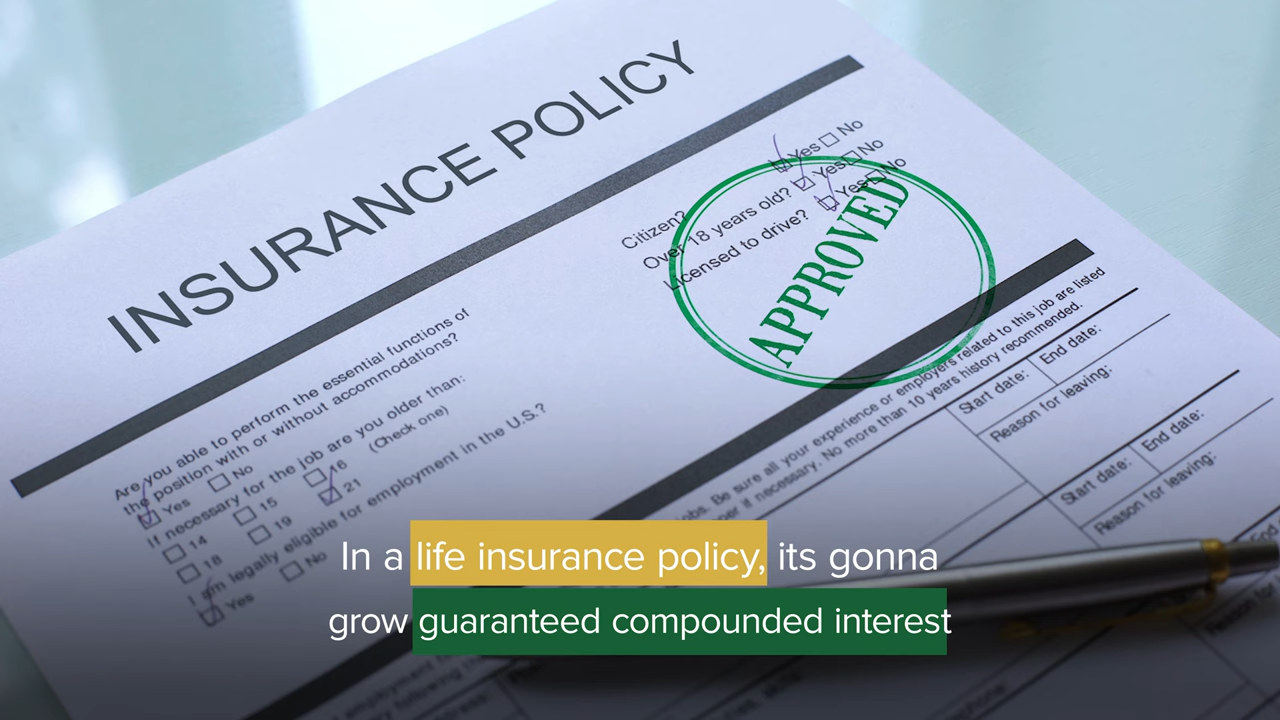 INSURANCE POLICY
Citizen? Yes No
Over 18 years old? Yes No
Licensed to drive? Yes No
APPROVED
Are you able to perform the essential functions of
the position with or without accommodations?
Yes No
If necessary for the job are you older than:
14 15 16 (Check one)
18 19 21
I am legally eligible for employment in the U.S.?
Yes No
jobs. Be sure all your experience or employers related to this job are listed
if necessary. No more than 10 years history recommended.
Start date: End date:
Reason for leaving:
Start date: End date:
Reason for leaving:
In a life insurance policy, its gonna
grow guaranteed compounded interest